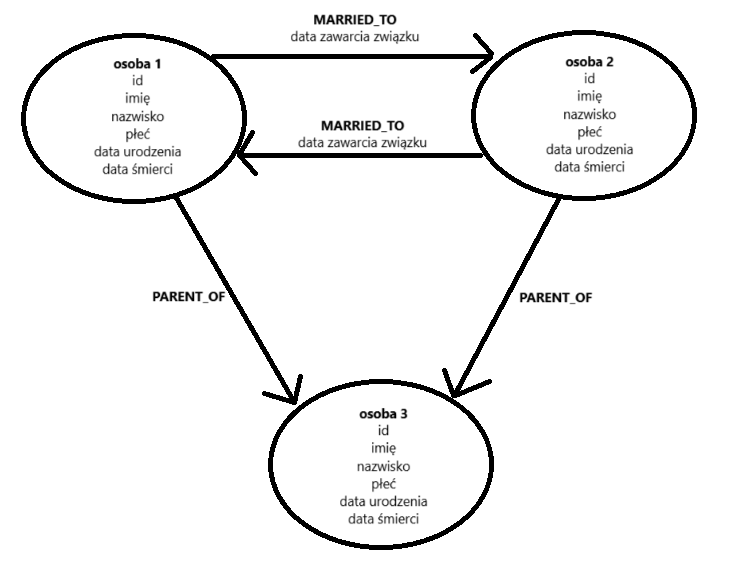 MARRIED_TO
data zawarcia związku
osoba 1
id
imię
nazwisko
płeć
data urodzenia
data śmierci
osoba 2
id
imię
nazwisko
płeć
data urodzenia
data śmierci
MARRIED_TO
data zawarcia związku
PARENT_OF
PARENT_OF
osoba 3
id
imię
nazwisko
płeć
data urodzenia
data śmierci